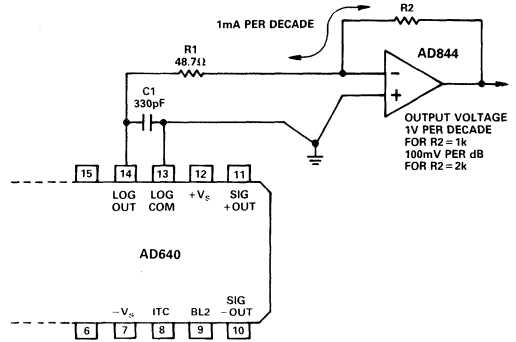 1mA PER DECADE
R2
R1
48.7Ω
AD844
C1
330pF
OUTPUT VOLTAGE
1V PER DECADE
FOR R2 = 1k
100mV PER dB
FOR R2 = 2k
–
+
15
14
13
12
11
LOG
OUT
LOG
COM
+VS
SIG
+OUT
AD640
–VS
ITC
BL2
SIG
–OUT
6
7
8
9
10